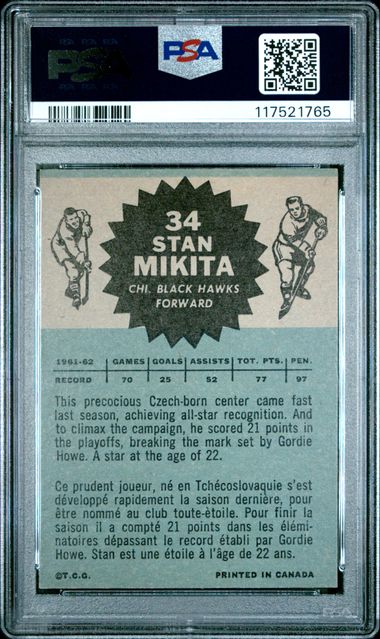 PSA
PSA
117521765
34
STAN
MIKITA
CHI. BLACK HAWKS
FORWARD
1961-62 GAMES GOALS ASSISTS TOT. PTS. PEN.
RECORD 70 25 52 77 97
This precocious Czech-born center came fast
last season, achieving all-star recognition. And
to climax the campaign, he scored 21 points in
the playoffs, breaking the mark set by Gordie
Howe. A star at the age of 22.
Ce prudent joueur, né en Tchécoslovaquie s'est
développé rapidement la saison dernière, pour
être nommé au club toute-étoile. Pour finir la
saison il a compté 21 points dans les élémi-
natoires dépassant le record établi par Gordie
Howe. Stan est une étoile à l'âge de 22 ans.
©T.C.G. PRINTED IN CANADA